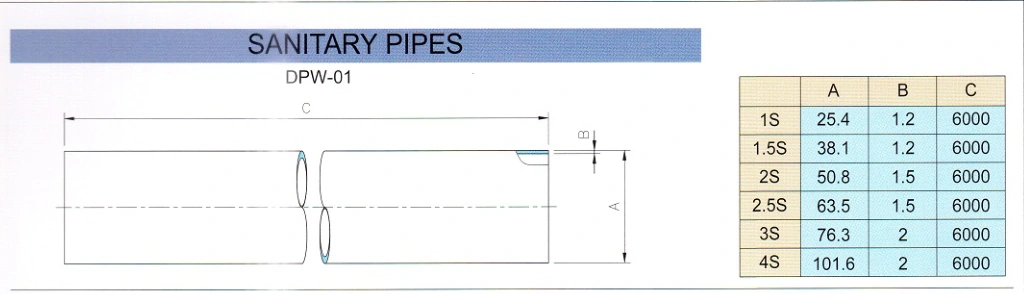 SANITARY PIPES
DPW-01
C
B
A
A B C
1S 25.4 1.2 6000
1.5S 38.1 1.2 6000
2S 50.8 1.5 6000
2.5S 63.5 1.5 6000
3S 76.3 2 6000
4S 101.6 2 6000